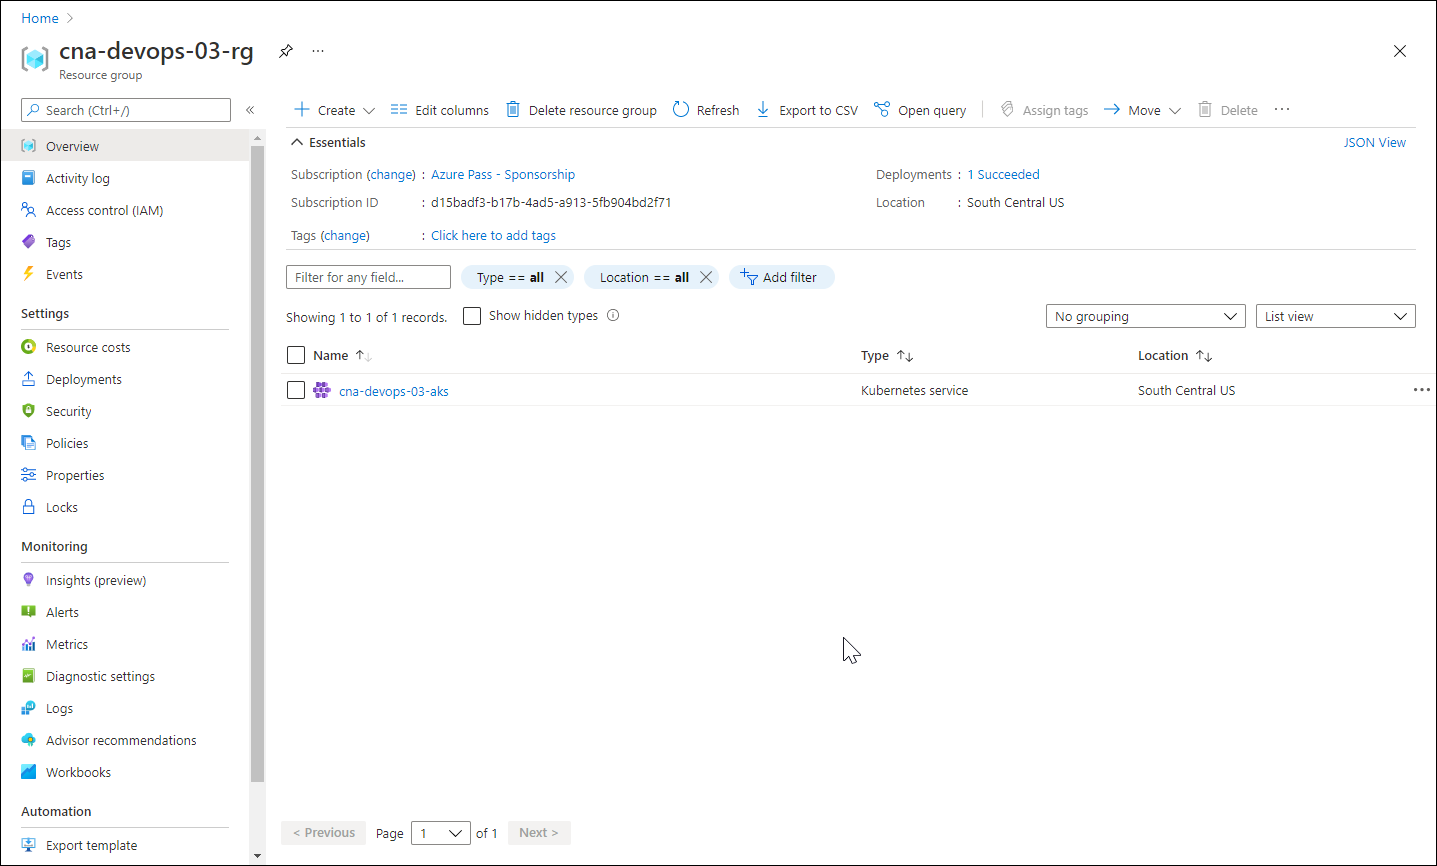 Home
cna-devops-03-rg
Resource group
Search (Ctrl+/)
Overview
Activity log
Access control (IAM)
Tags
Events
Settings
Resource costs
Deployments
Security
Policies
Properties
Locks
Monitoring
Insights (preview)
Alerts
Metrics
Diagnostic settings
Logs
Advisor recommendations
Workbooks
Automation
Export template
Create Edit columns Delete resource group Refresh Export to CSV Open query Assign tags Move Delete
Essentials JSON View
Subscription (change) : Azure Pass - Sponsorship Deployments : 1 Succeeded
Subscription ID : d15badf3-b17b-4ad5-a913-5fb904bd2f71 Location : South Central US
Tags (change) : Click here to add tags
Filter for any field... Type == all Location == all Add filter
Showing 1 to 1 of 1 records. Show hidden types No grouping List view
Name Type Location
cna-devops-03-aks Kubernetes service South Central US
< Previous Page 1 of 1 Next >